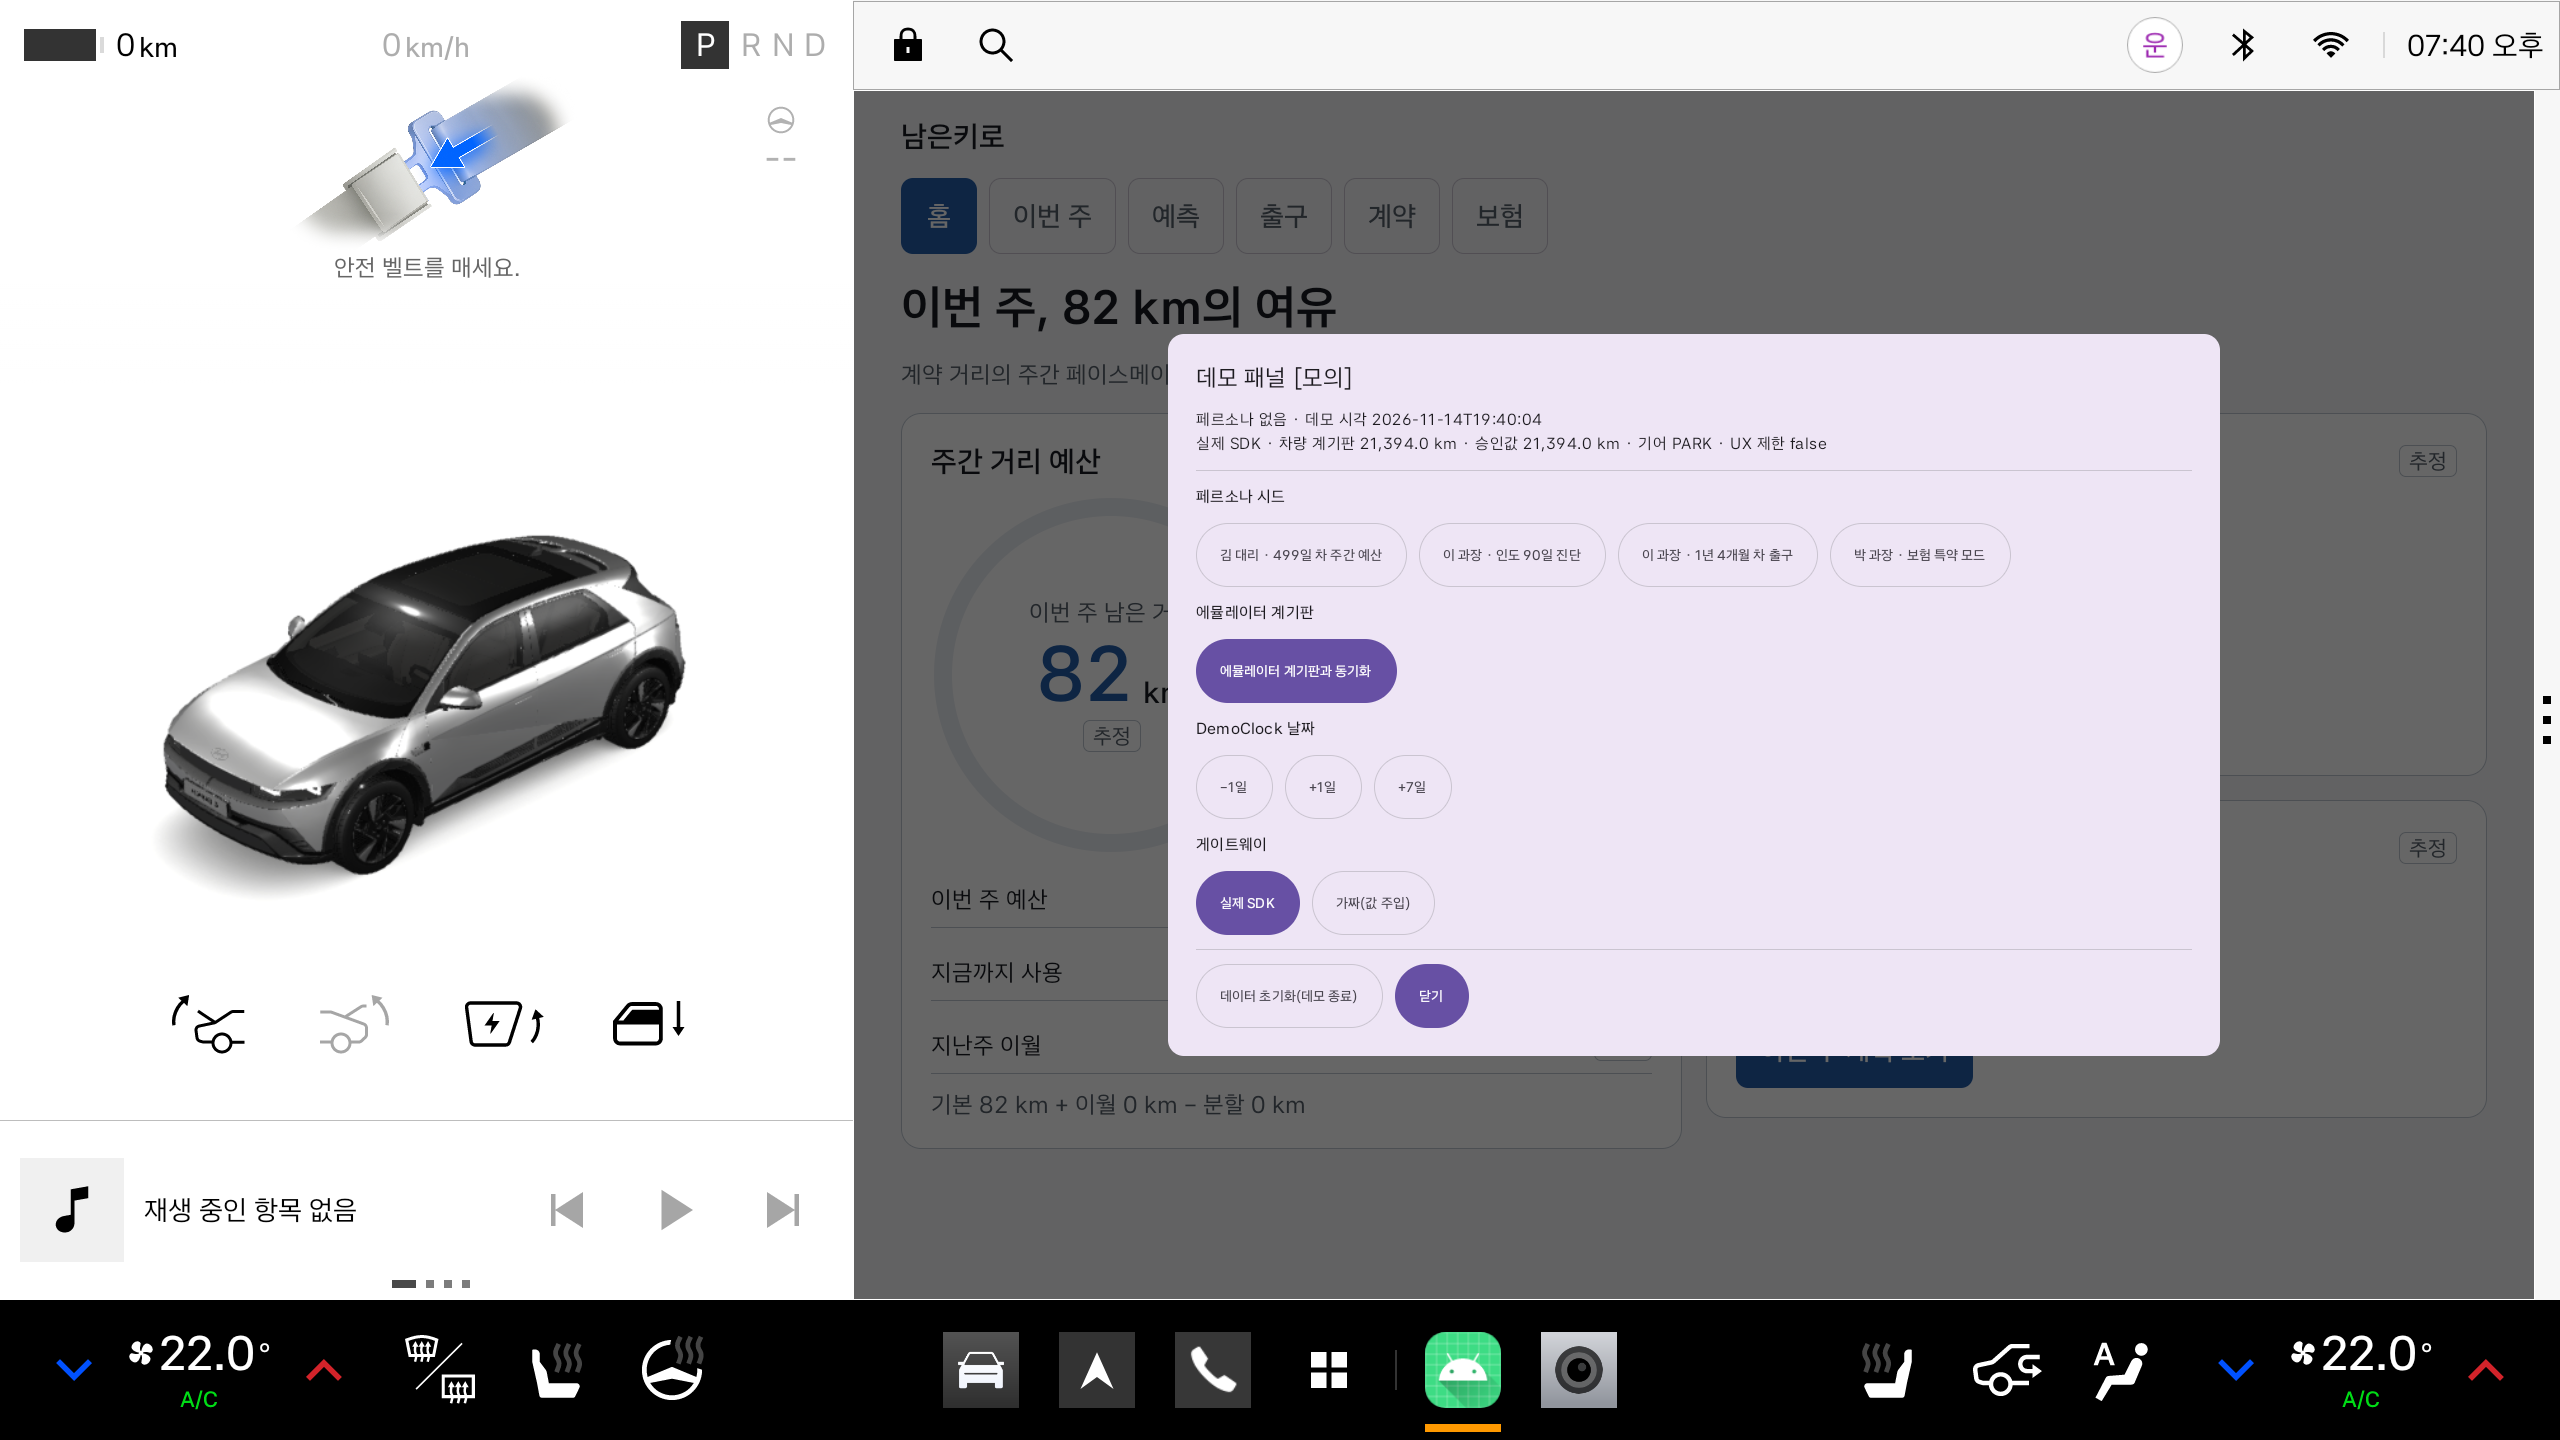 0 km
0 km/h
P R N D
운
07:40 오후
안전 벨트를 매세요.
남은키로
홈
이번 주
예측
출구
계약
보험
이번 주, 82 km의 여유
계약 거리의 주간 페이스메이
주간 거리 예산
추정
이번 주 남은 거
82 km
추정
추정
이번 주 예산
지금까지 사용
지난주 이월
기본 82 km + 이월 0 km − 분할 0 km
데모 패널 [모의]
페르소나 없음 · 데모 시각 2026-11-14T19:40:04
실제 SDK · 차량 계기판 21,394.0 km · 승인값 21,394.0 km · 기어 PARK · UX 제한 false
페르소나 시드
김 대리 · 499일 차 주간 예산
이 과장 · 인도 90일 진단
이 과장 · 1년 4개월 차 출구
박 과장 · 보험 특약 모드
에뮬레이터 계기판
에뮬레이터 계기판과 동기화
DemoClock 날짜
−1일
+1일
+7일
게이트웨이
실제 SDK
가짜(값 주입)
데이터 초기화(데모 종료)
닫기
재생 중인 항목 없음
22.0°
A/C
A
22.0°
A/C